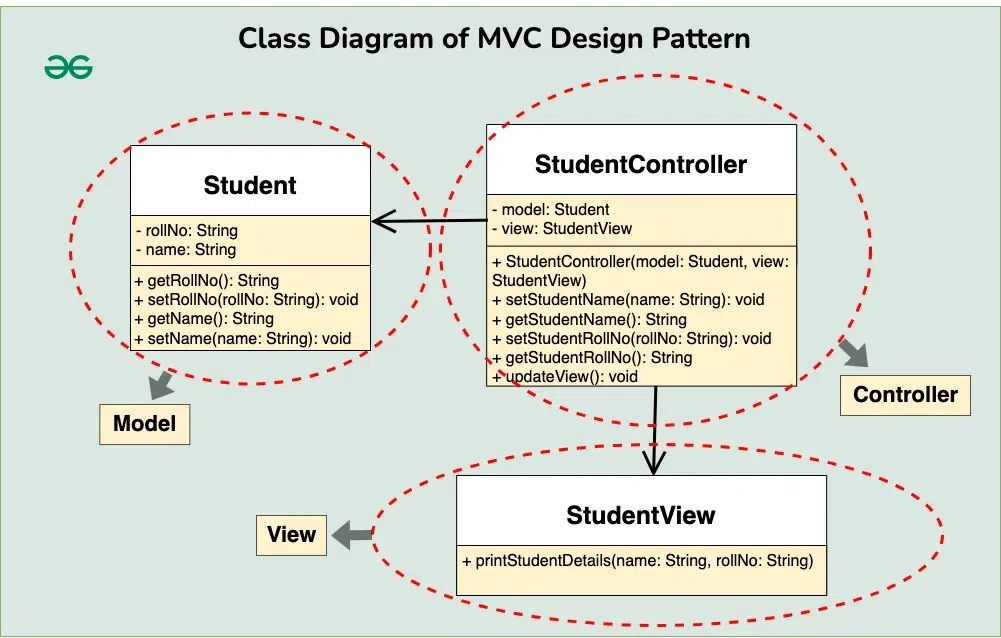 Class Diagram of MVC Design Pattern
Student
- rollNo: String
- name: String
+ getRollNo(): String
+ setRollNo(rollNo: String): void
+ getName(): String
+ setName(name: String): void
Model
StudentController
- model: Student
- view: StudentView
+ StudentController(model: Student, view:
StudentView)
+ setStudentName(name: String): void
+ getStudentName(): String
+ setStudentRollNo(rollNo: String): void
+ getStudentRollNo(): String
+ updateView(): void
Controller
StudentView
+ printStudentDetails(name: String, rollNo: String)
View